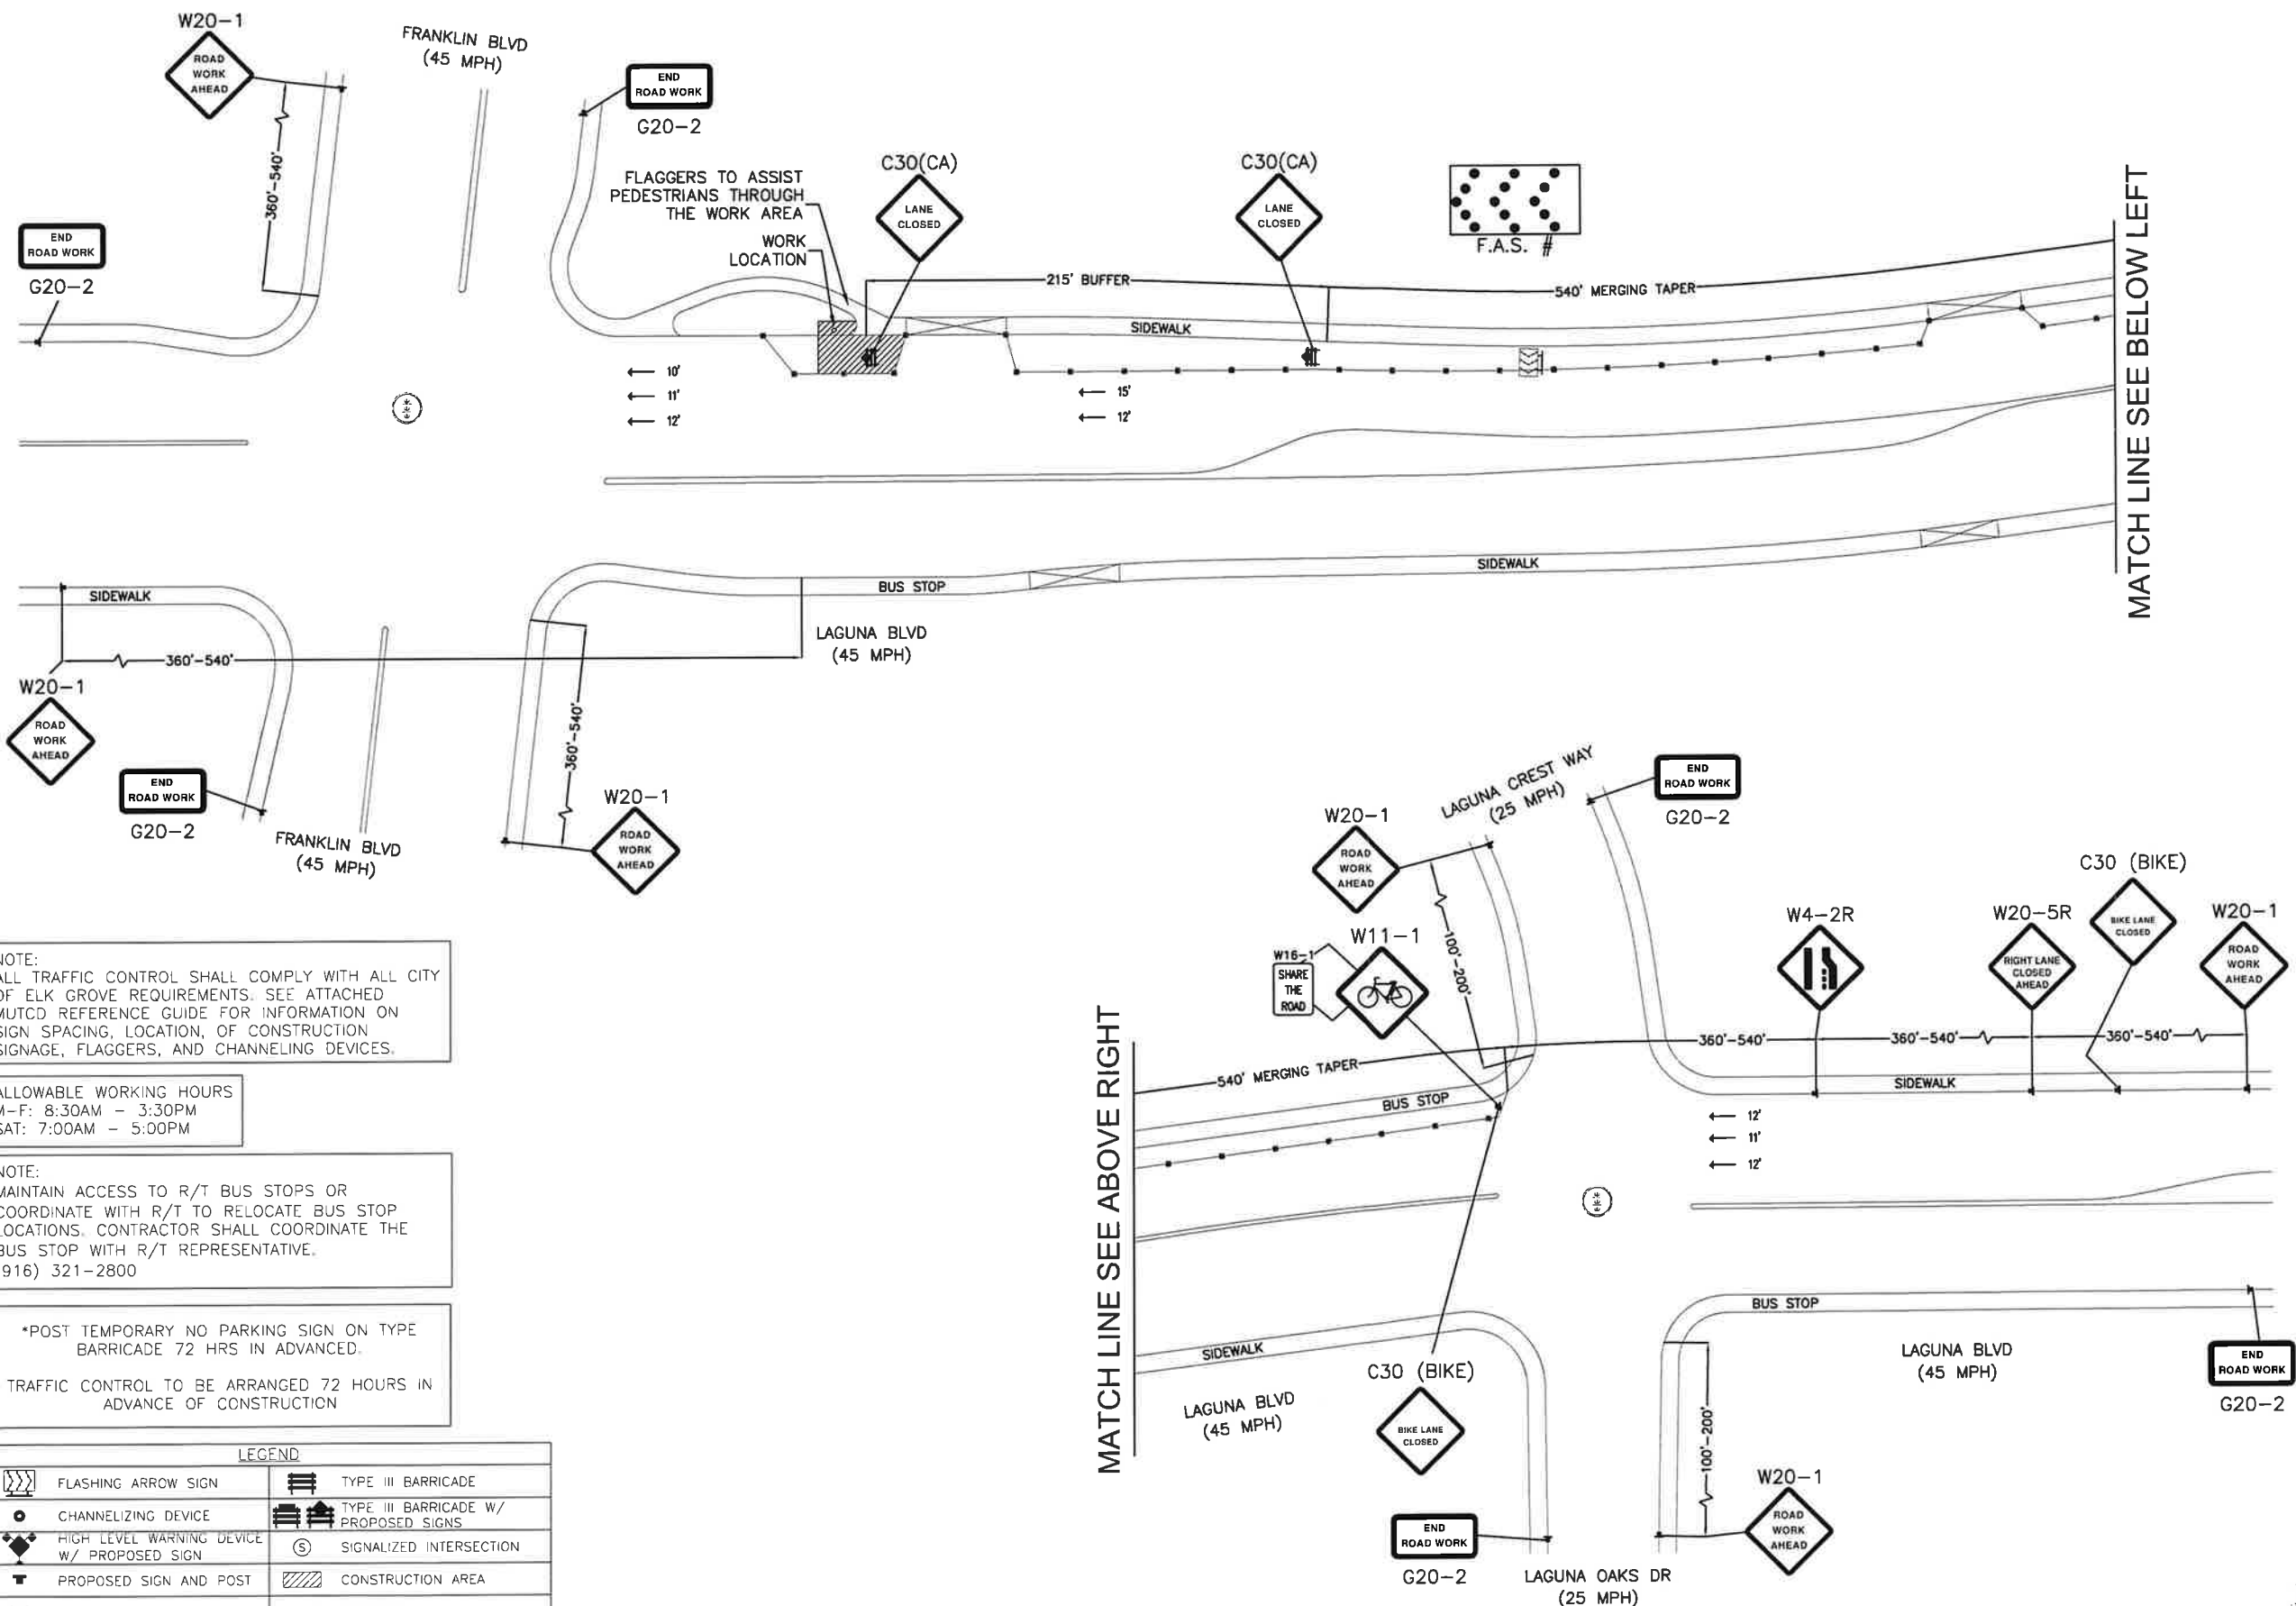 W20-1
ROAD
WORK
AHEAD
FRANKLIN BLVD
(45 MPH)
END
ROAD WORK
G20-2
360'-540'
END
ROAD WORK
G20-2
FLAGGERS TO ASSIST
PEDESTRIANS THROUGH
THE WORK AREA
WORK
LOCATION
C30(CA)
LANE
CLOSED
C30(CA)
LANE
CLOSED
F.A.S. #
215' BUFFER
540' MERGING TAPER
SIDEWALK
10'
11'
12'
15'
12'
MATCH LINE SEE BELOW LEFT
SIDEWALK
BUS STOP
SIDEWALK
LAGUNA BLVD
(45 MPH)
360'-540'
W20-1
ROAD
WORK
AHEAD
END
ROAD WORK
G20-2
FRANKLIN BLVD
(45 MPH)
360'-540'
W20-1
ROAD
WORK
AHEAD
NOTE:
ALL TRAFFIC CONTROL SHALL COMPLY WITH ALL CITY
OF ELK GROVE REQUIREMENTS. SEE ATTACHED
MUTCD REFERENCE GUIDE FOR INFORMATION ON
SIGN SPACING, LOCATION, OF CONSTRUCTION
SIGNAGE, FLAGGERS, AND CHANNELING DEVICES.
ALLOWABLE WORKING HOURS
M-F: 8:30AM - 3:30PM
SAT: 7:00AM - 5:00PM
NOTE:
MAINTAIN ACCESS TO R/T BUS STOPS OR
COORDINATE WITH R/T TO RELOCATE BUS STOP
LOCATIONS. CONTRACTOR SHALL COORDINATE THE
BUS STOP WITH R/T REPRESENTATIVE.
916) 321-2800
*POST TEMPORARY NO PARKING SIGN ON TYPE
BARRICADE 72 HRS IN ADVANCED.
TRAFFIC CONTROL TO BE ARRANGED 72 HOURS IN
ADVANCE OF CONSTRUCTION
LEGEND
FLASHING ARROW SIGN
TYPE III BARRICADE
CHANNELIZING DEVICE
TYPE III BARRICADE W/
PROPOSED SIGNS
HIGH LEVEL WARNING DEVICE
W/ PROPOSED SIGN
S
SIGNALIZED INTERSECTION
PROPOSED SIGN AND POST
CONSTRUCTION AREA
MATCH LINE SEE ABOVE RIGHT
LAGUNA CREST WAY
(25 MPH)
END
ROAD WORK
G20-2
W20-1
ROAD
WORK
AHEAD
100'-200'
W11-1
W16-1
SHARE
THE
ROAD
540' MERGING TAPER
BUS STOP
W4-2R
W20-5R
RIGHT LANE
CLOSED
AHEAD
C30 (BIKE)
BIKE LANE
CLOSED
W20-1
ROAD
WORK
AHEAD
360'-540'
360'-540'
360'-540'
SIDEWALK
12'
11'
12'
BUS STOP
LAGUNA BLVD
(45 MPH)
END
ROAD WORK
G20-2
SIDEWALK
LAGUNA BLVD
(45 MPH)
C30 (BIKE)
BIKE LANE
CLOSED
100'-200'
W20-1
ROAD
WORK
AHEAD
END
ROAD WORK
G20-2
LAGUNA OAKS DR
(25 MPH)